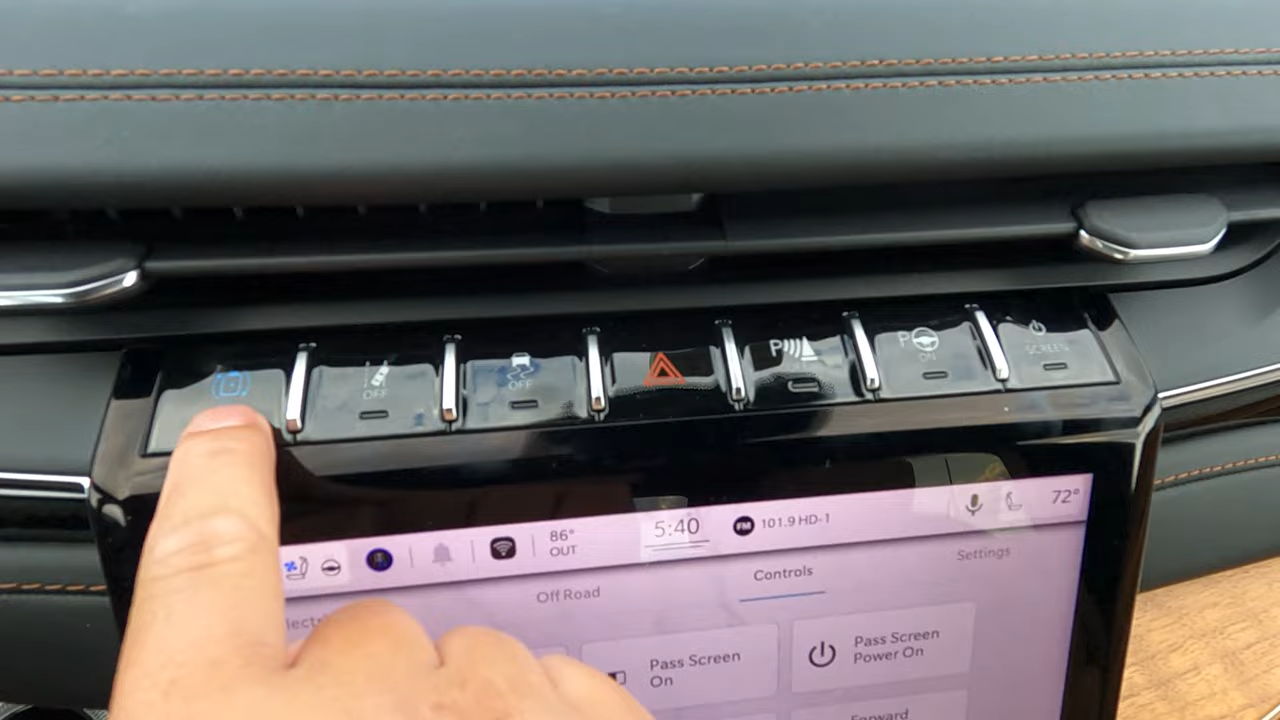 OFF
OFF
P
P
ON
SCREEN
86°
OUT
5:40
FM
101.9 HD-1
72°
Off Road
Controls
Settings
Pass Screen
On
Pass Screen
Power On
Forward